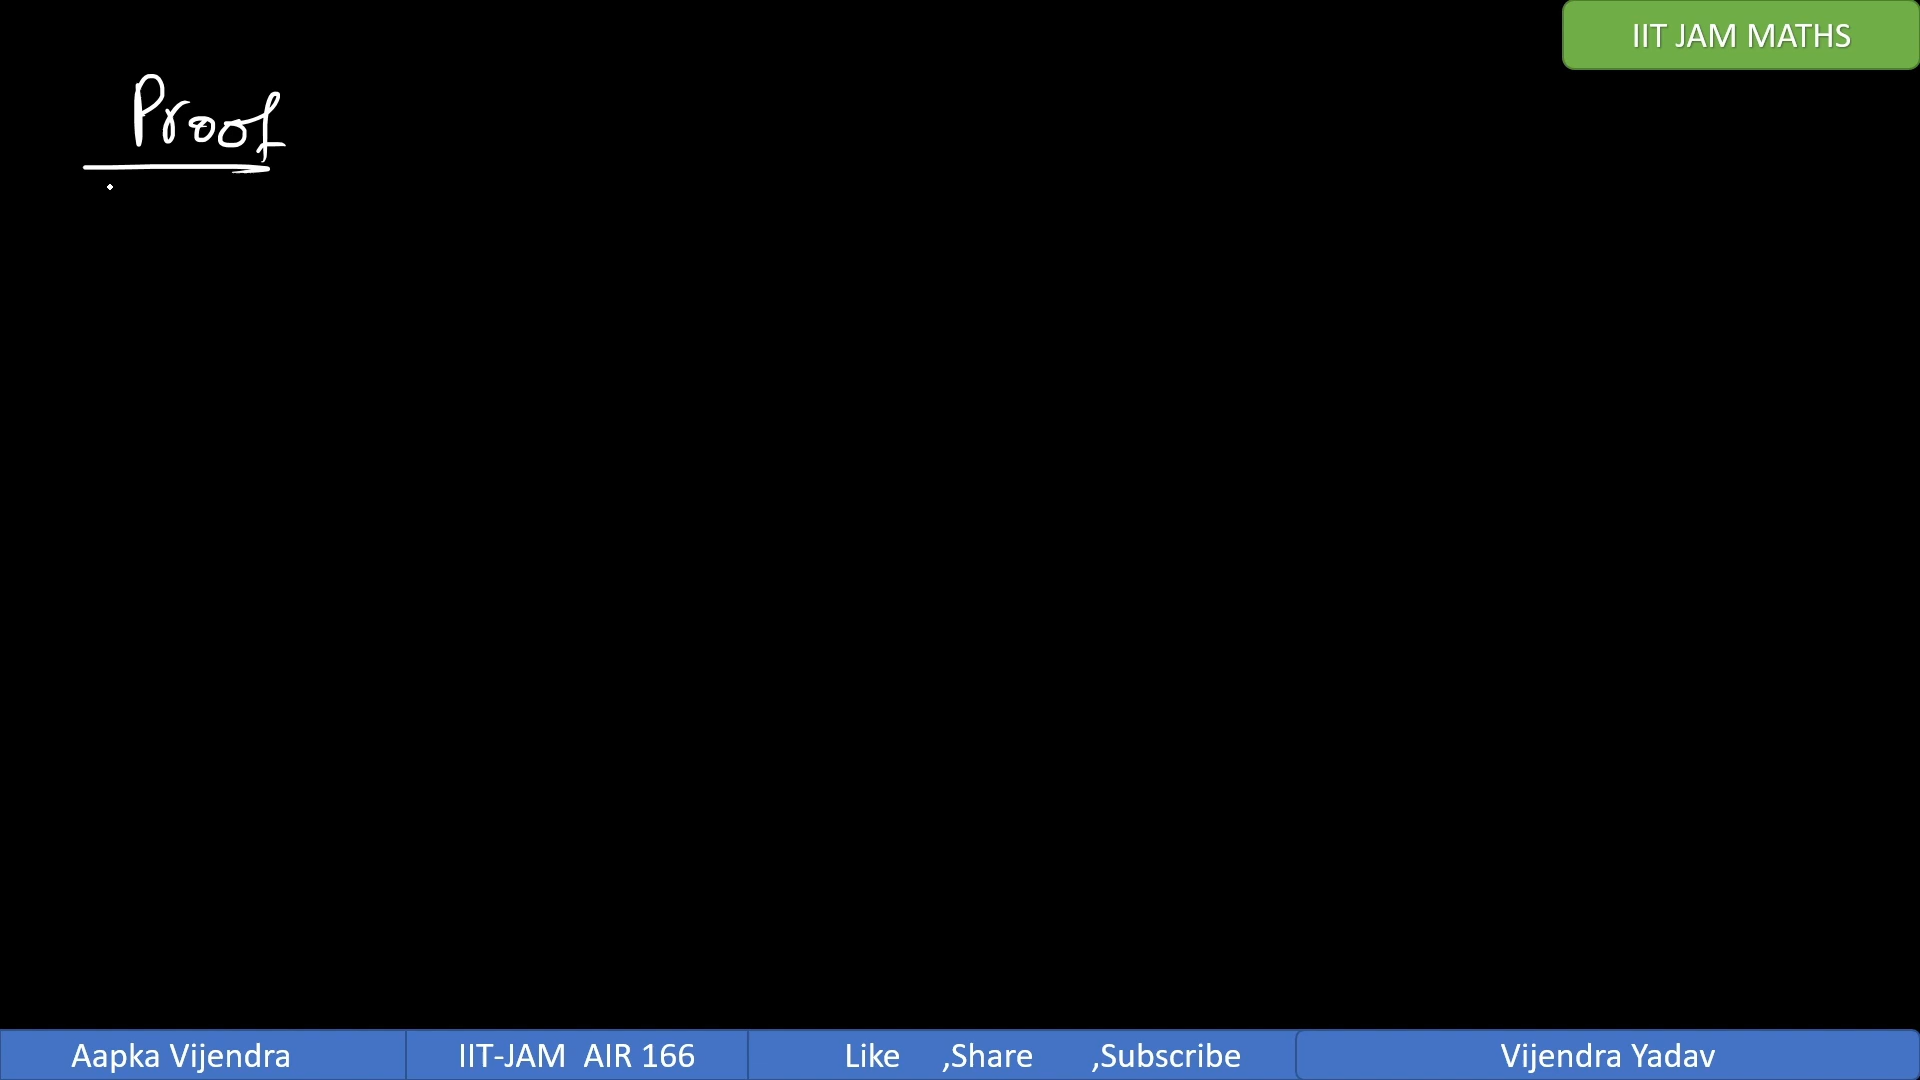 IIT JAM MATHS
Proof
Aapka Vijendra
IIT-JAM AIR 166
Like ,Share ,Subscribe
Vijendra Yadav